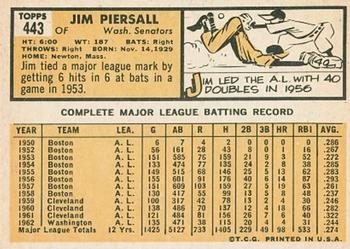 TOPPS
443
JIM PIERSALL
OF Wash. Senators
HT: 6:00 WT: 187 BATS: Right
THROWS: Right BORN: Nov. 14, 1929
HOME: Newton, Mass.
Jim tied a major league mark by
getting 6 hits in 6 at bats in a
game in 1953.
JIM LED THE A.L. WITH 40
DOUBLES IN 1956
COMPLETE MAJOR LEAGUE BATTING RECORD
YEAR TEAM LEA. G AB R H 2B 3B HR RBI AVG.
1950 Boston A. L. 6 7 4 2 0 0 0 0 .286
1952 Boston A. L. 56 161 28 43 8 0 1 16 .267
1953 Boston A. L. 151 585 76 159 21 9 3 52 .272
1954 Boston A. L. 133 474 77 135 24 2 8 38 .285
1955 Boston A. L. 149 515 68 146 25 5 13 62 .283
1956 Boston A. L. 155 601 91 176 40 6 14 87 .293
1957 Boston A. L. 151 609 103 159 27 5 19 63 .261
1958 Boston A. L. 130 417 55 99 13 5 8 48 .237
1959 Cleveland A. L. 100 317 42 78 13 2 4 30 .246
1960 Cleveland A. L. 138 486 70 137 12 4 18 66 .282
1961 Cleveland A. L. 121 484 81 156 26 7 6 40 .322
1962 Washington A. L. 135 471 38 115 20 4 4 31 .244
Major League Totals 12 Yrs. 1425 5127 733 1405 229 49 98 533 .274
©T.C.G. PRINTED IN U.S.A.